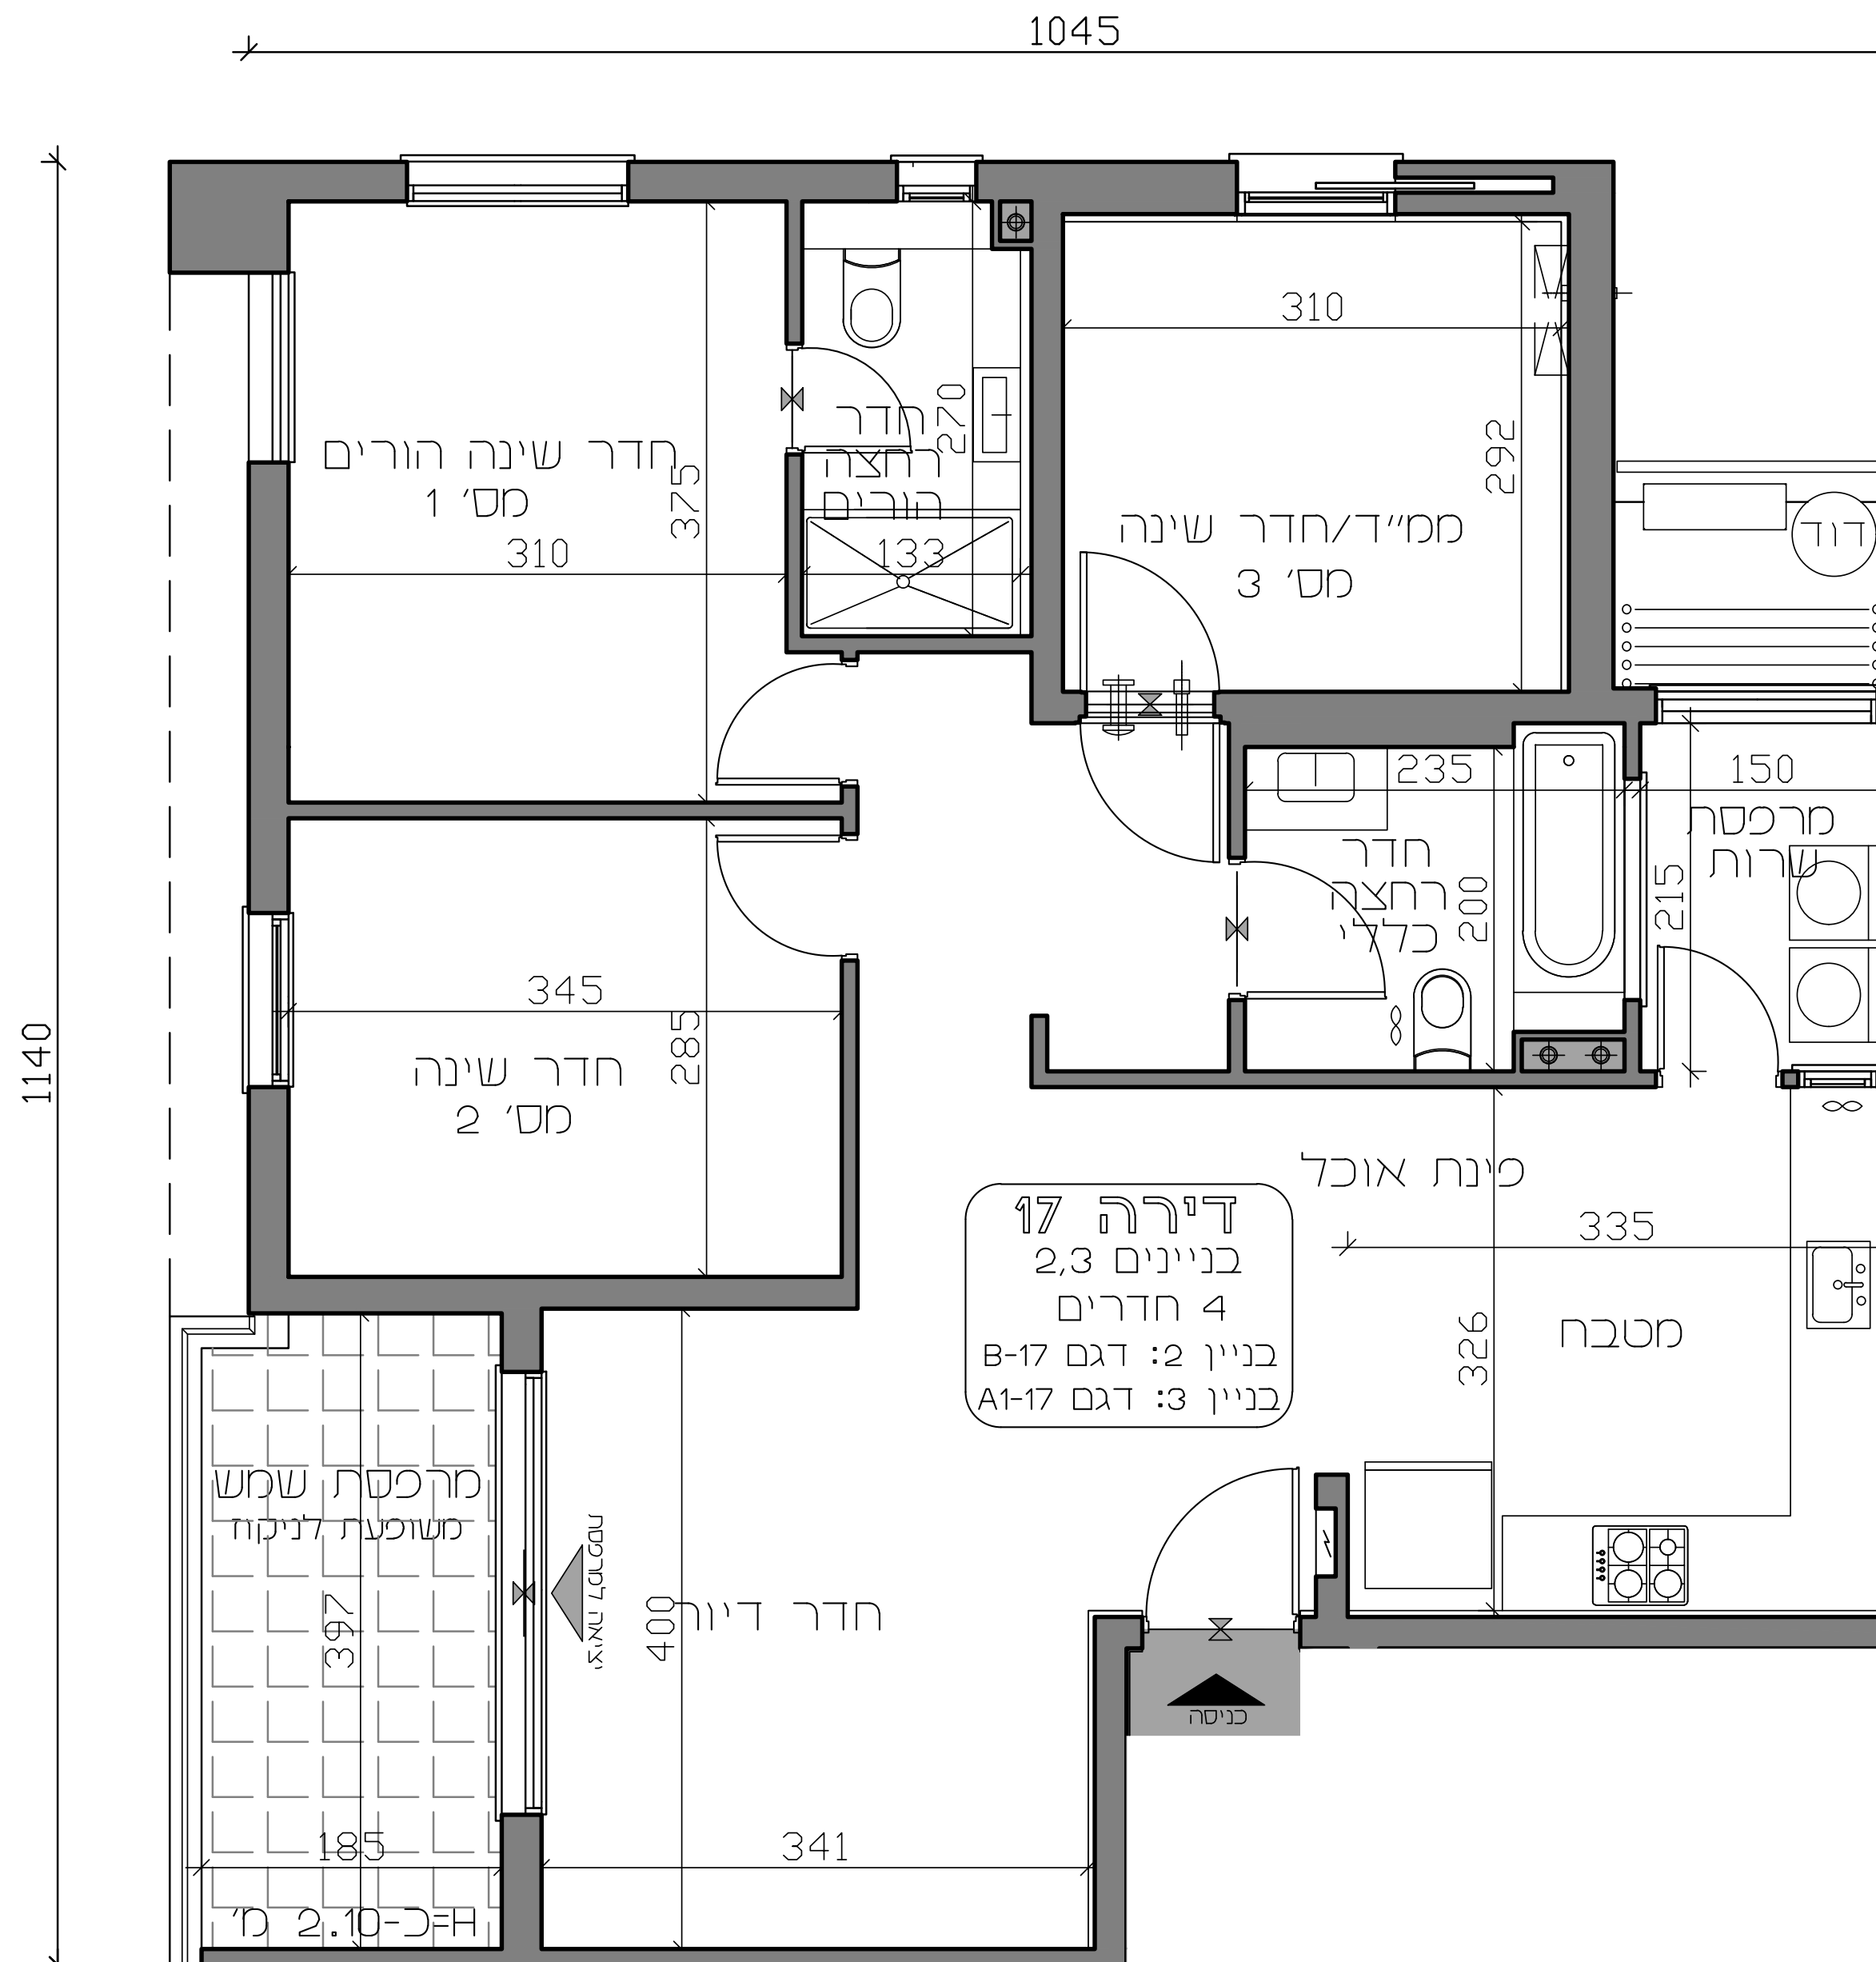 1045
1140
310
270
חדר
רחצה
הורים
133
חדר שינה הורים
מס' 1
375
310
292
ממ"ד/חדר שינה
מס' 3
דוד
235
150
מרפסת
שרות
215
חדר
רחצה
כללי
200
345
285
חדר שינה
מס' 2
פינת אוכל
335
דירה 17
בניינים 2,3
4 חדרים
בניין 2: דגם B-17
בניין 3: דגם A1-17
326
מטבח
מרפסת שמש
משופעת לניקוז
397
יציאה למרפסת
400
חדר דיור
כניסה
185
341
H=כ-2.10 מ'